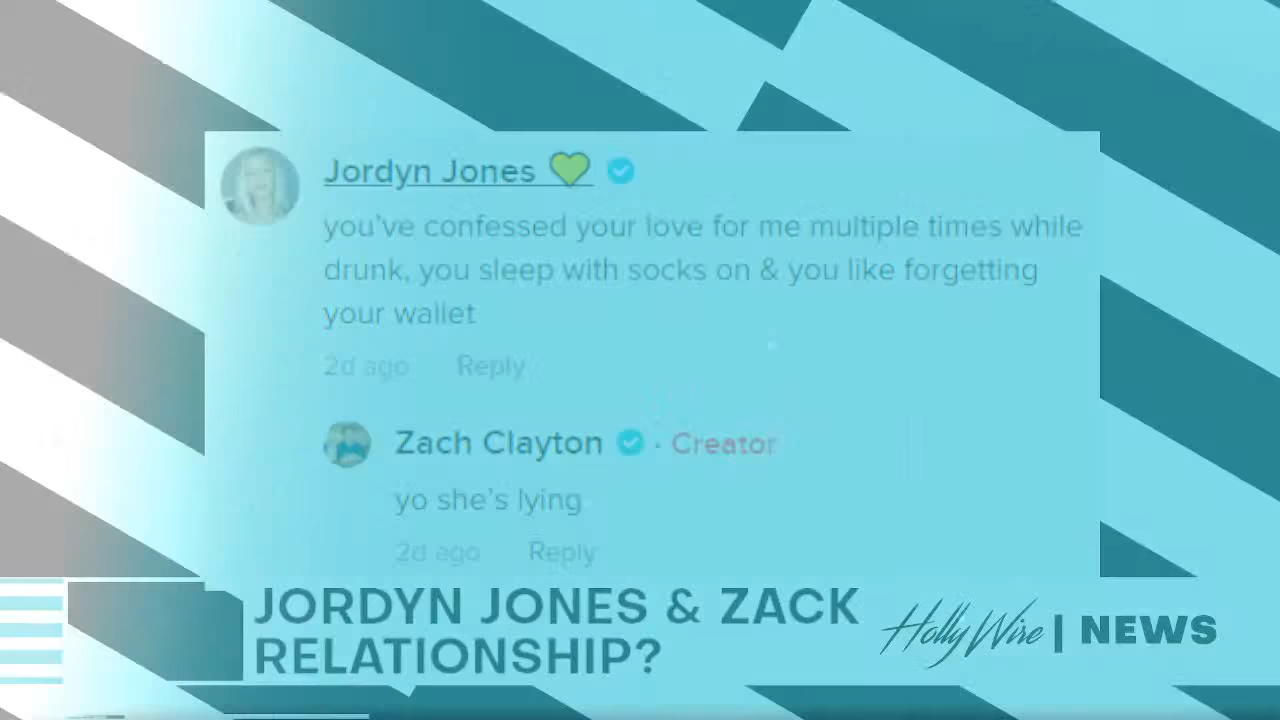 Jordyn Jones 💚
you've confessed your love for me multiple times while
drunk, you sleep with socks on & you like forgetting
your wallet
2d ago Reply
Zach Clayton · Creator
yo she's lying
2d ago Reply
JORDYN JONES & ZACK
RELATIONSHIP?
HollyWire | NEWS